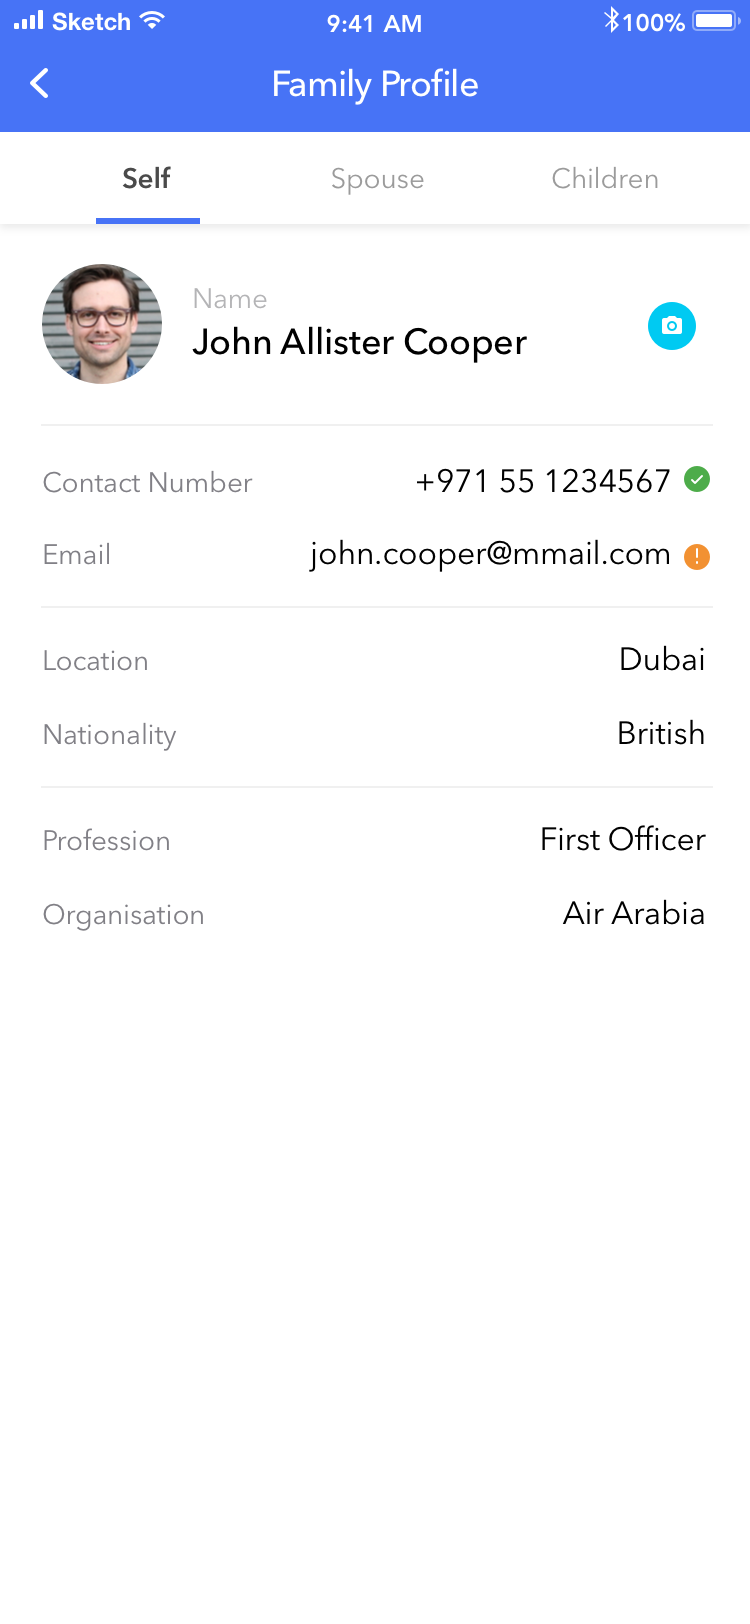 Sketch 9:41 AM 100%
Family Profile
Self Spouse Children
Name
John Allister Cooper
Contact Number +971 55 1234567
Email john.cooper@mmail.com
Location Dubai
Nationality British
Profession First Officer
Organisation Air Arabia